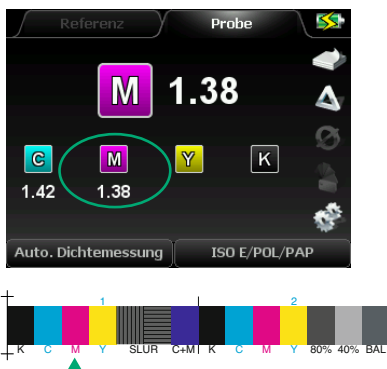 Referenz Probe
M 1.38
C M Y K
1.42 1.38
Auto. Dichtemessung ISO E/POL/PAP
1 2
K C M Y SLUR C+M K C M Y 80% 40% BAL